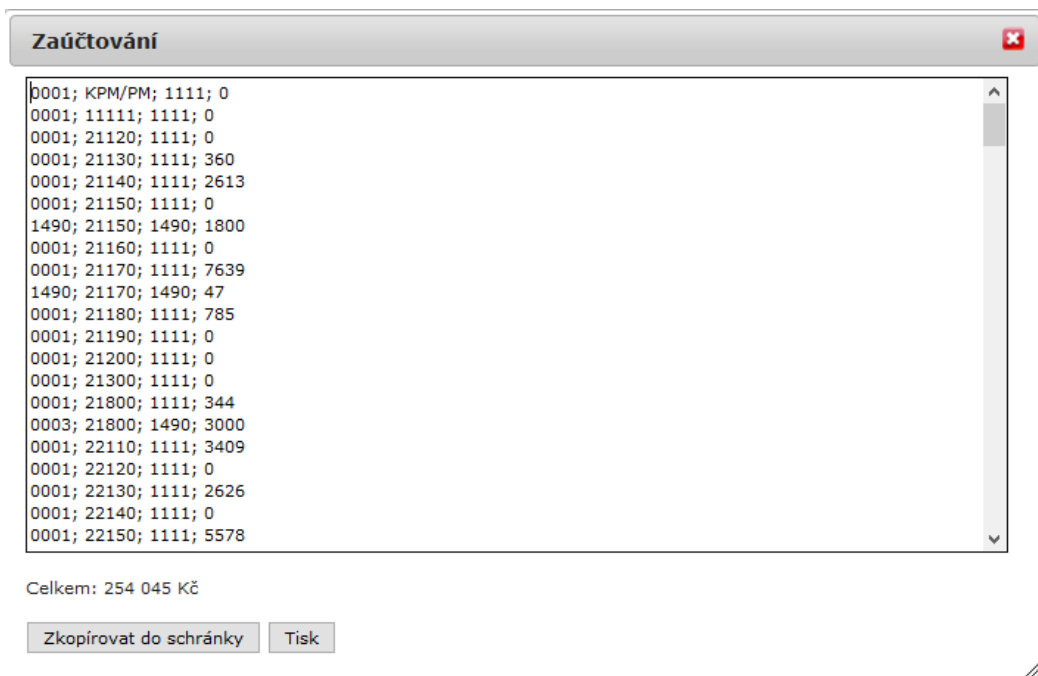 Zaúčtování
0001; KPM/PM; 1111; 0
0001; 11111; 1111; 0
0001; 21120; 1111; 0
0001; 21130; 1111; 360
0001; 21140; 1111; 2613
0001; 21150; 1111; 0
1490; 21150; 1490; 1800
0001; 21160; 1111; 0
0001; 21170; 1111; 7639
1490; 21170; 1490; 47
0001; 21180; 1111; 785
0001; 21190; 1111; 0
0001; 21200; 1111; 0
0001; 21300; 1111; 0
0001; 21800; 1111; 344
0003; 21800; 1490; 3000
0001; 22110; 1111; 3409
0001; 22120; 1111; 0
0001; 22130; 1111; 2626
0001; 22140; 1111; 0
0001; 22150; 1111; 5578
Celkem: 254 045 Kč
Zkopírovat do schránky Tisk